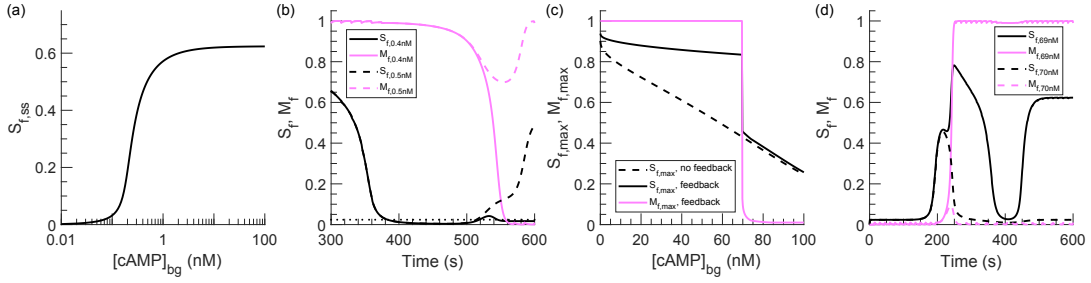 (a)
S_f,ss
0.6
0.4
0.2
0
0.01
0.1
1
10
100
[cAMP]_bg (nM)
(b)
S_f, M_f
1
0.8
0.6
0.4
0.2
0
300
400
500
600
Time (s)
S_f,0.4nM
M_f,0.4nM
S_f,0.5nM
M_f,0.5nM
(c)
S_f,max, M_f,max
1
0.8
0.6
0.4
0.2
0
0
20
40
60
80
100
[cAMP]_bg (nM)
S_f,max, no feedback
S_f,max, feedback
M_f,max, feedback
(d)
S_f, M_f
1
0.8
0.6
0.4
0.2
0
0
200
400
600
Time (s)
S_f,69nM
M_f,69nM
S_f,70nM
M_f,70nM